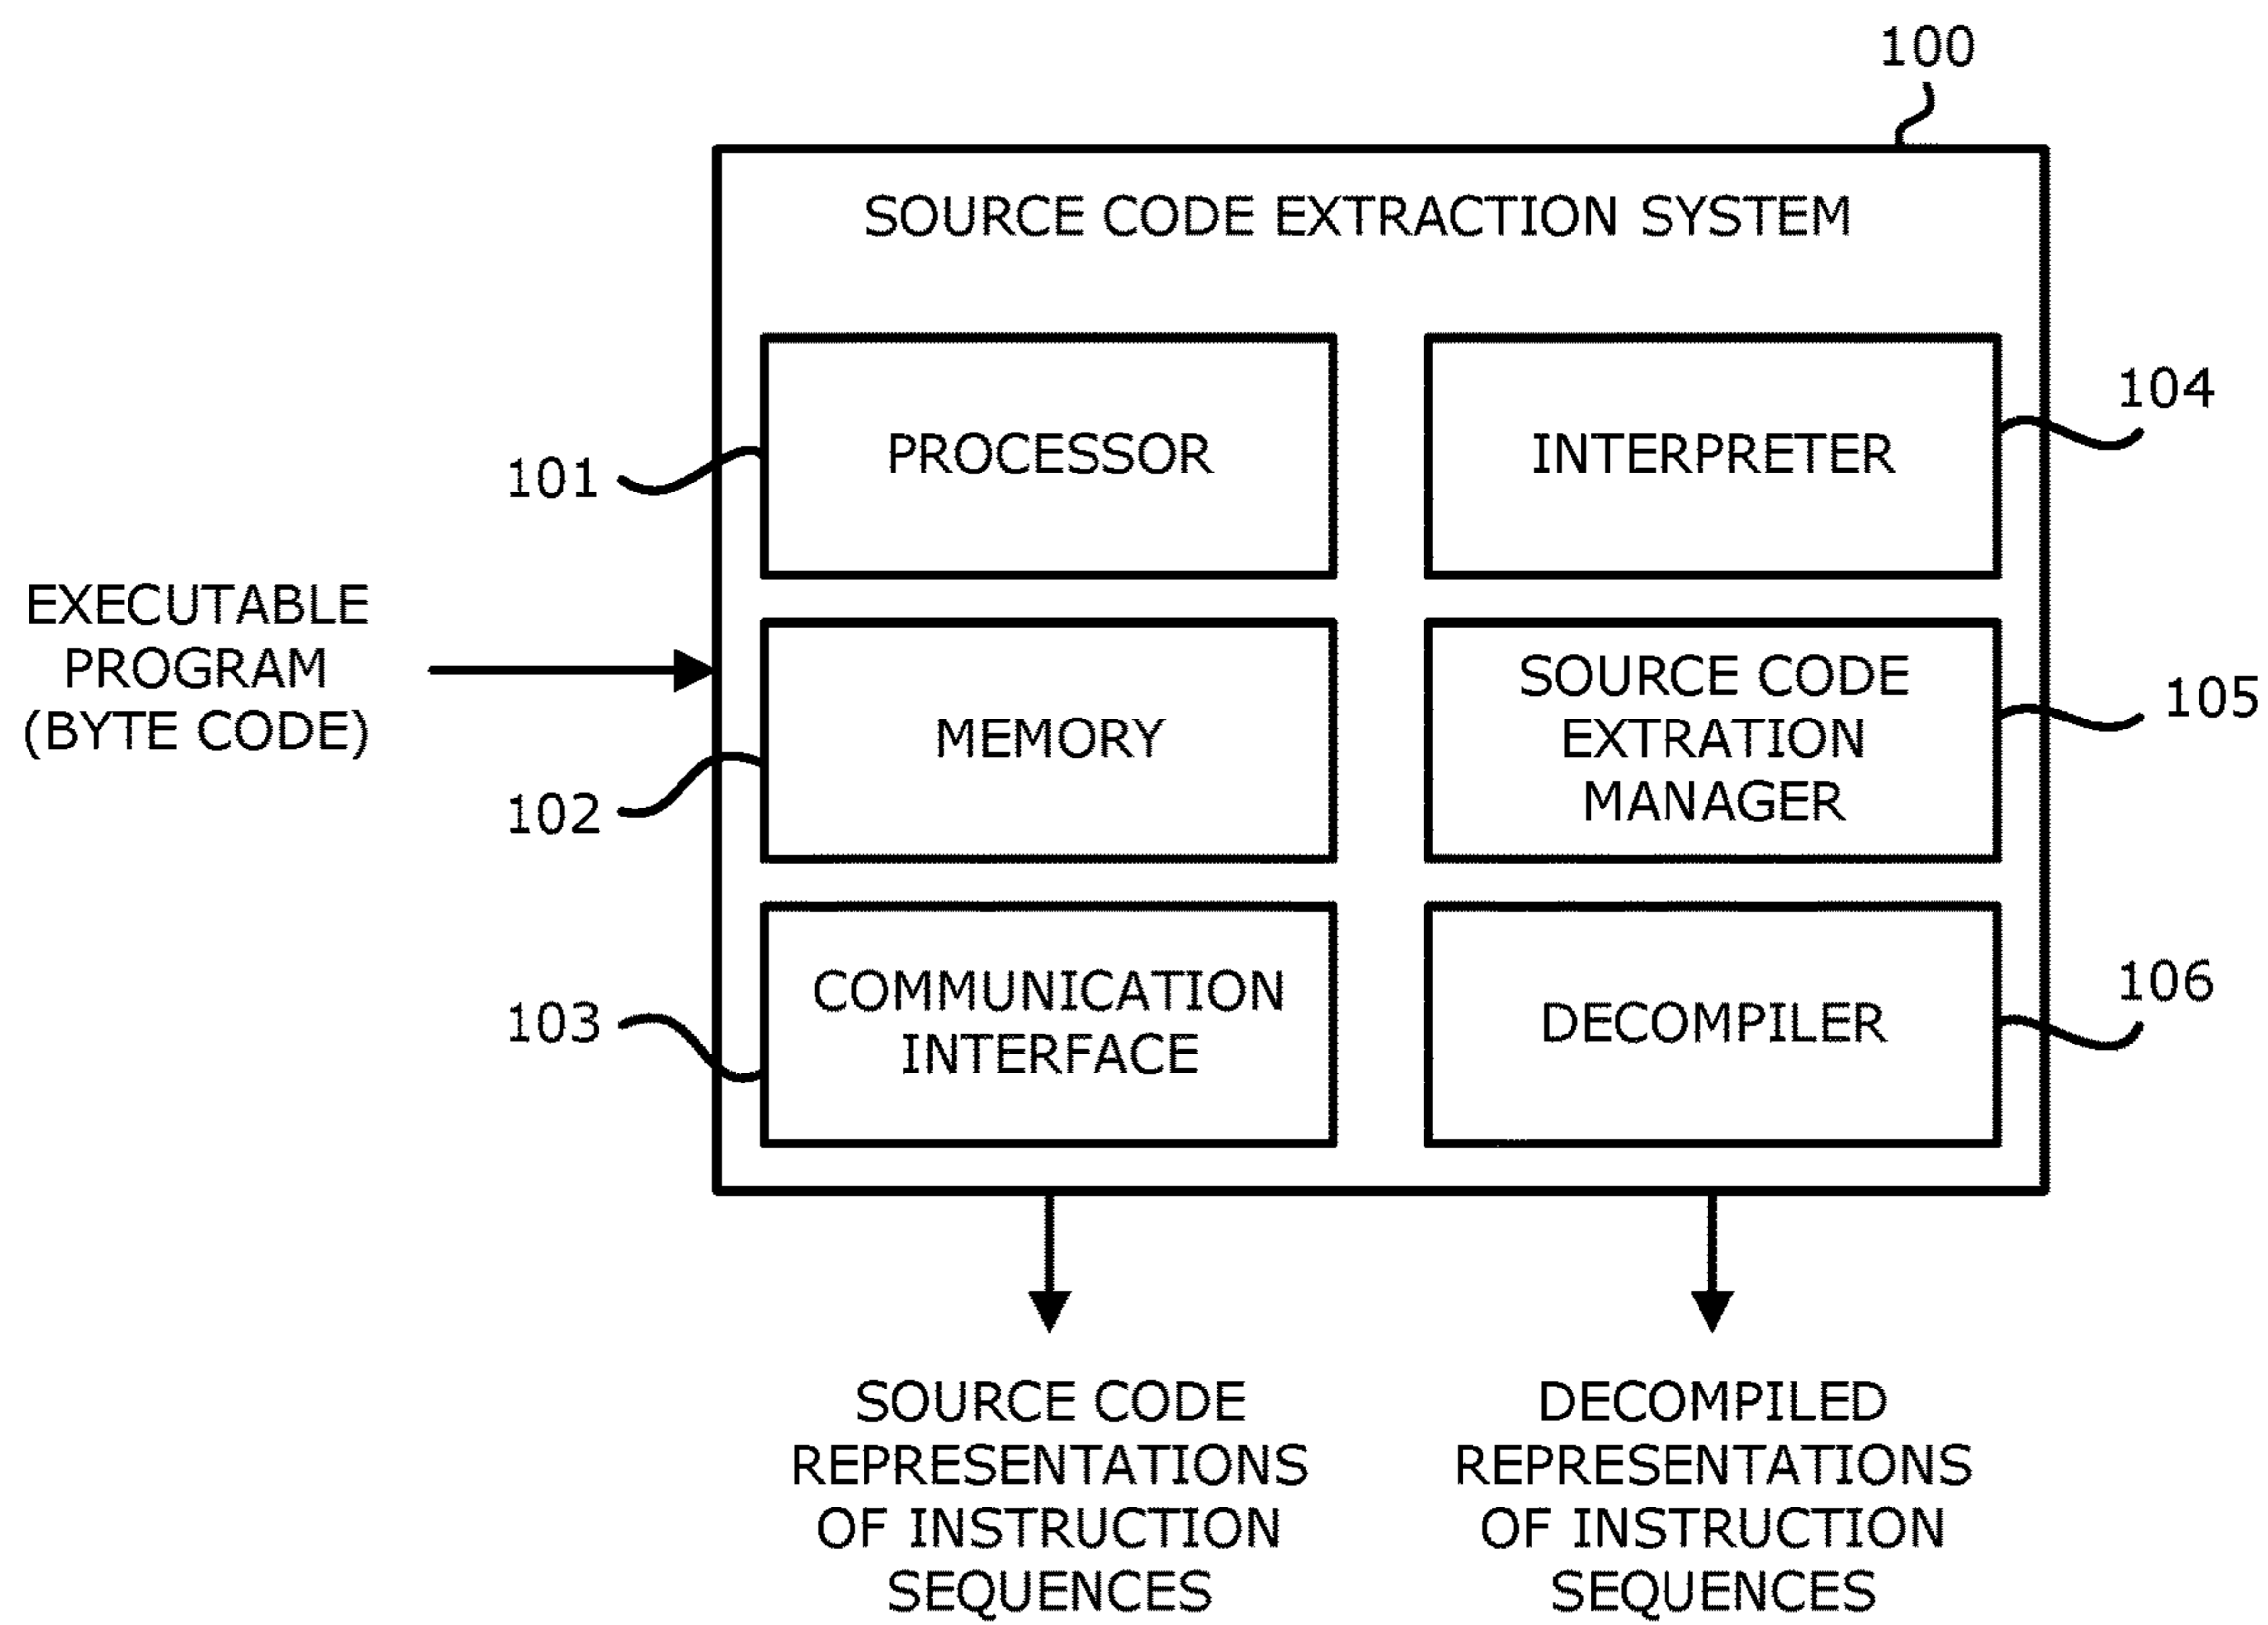 100
SOURCE CODE EXTRACTION SYSTEM
PROCESSOR
101
INTERPRETER
104
EXECUTABLE
PROGRAM
(BYTE CODE)
MEMORY
102
SOURCE CODE
EXTRATION
MANAGER
105
COMMUNICATION
INTERFACE
103
DECOMPILER
106
SOURCE CODE
REPRESENTATIONS
OF INSTRUCTION
SEQUENCES
DECOMPILED
REPRESENTATIONS
OF INSTRUCTION
SEQUENCES